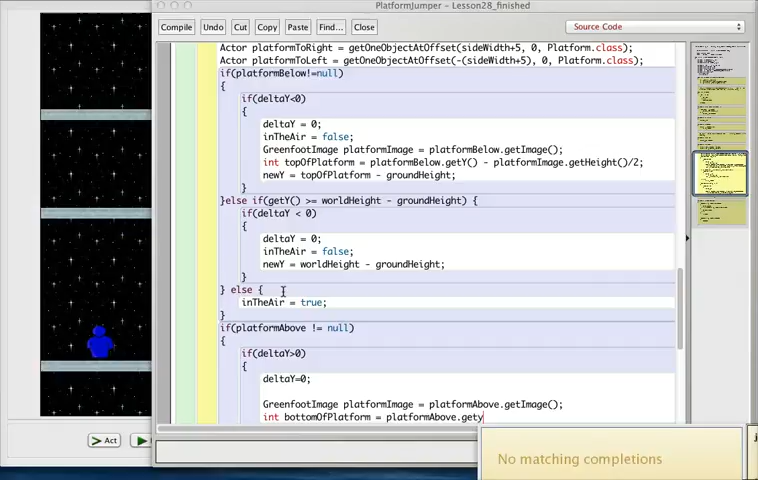 PlatformJumper - Lesson28_finished
Compile Undo Cut Copy Paste Find... Close Source Code
Actor platformToRight = getOneObjectAtOffset(sideWidth+5, 0, Platform.class);
Actor platformToLeft = getOneObjectAtOffset(-(sideWidth+5), 0, Platform.class);
if(platformBelow!=null)
{
if(deltaY<0)
{
deltaY = 0;
inTheAir = false;
GreenfootImage platformImage = platformBelow.getImage();
int topOfPlatform = platformBelow.getY() - platformImage.getHeight()/2;
newY = topOfPlatform - groundHeight;
}
}else if(getY() >= worldHeight - groundHeight) {
if(deltaY < 0)
{
deltaY = 0;
inTheAir = false;
newY = worldHeight - groundHeight;
}
} else {
inTheAir = true;
}
if(platformAbove != null)
{
if(deltaY>0)
{
deltaY=0;
GreenfootImage platformImage = platformAbove.getImage();
int bottomOfPlatform = platformAbove.gety
> Act
No matching completions